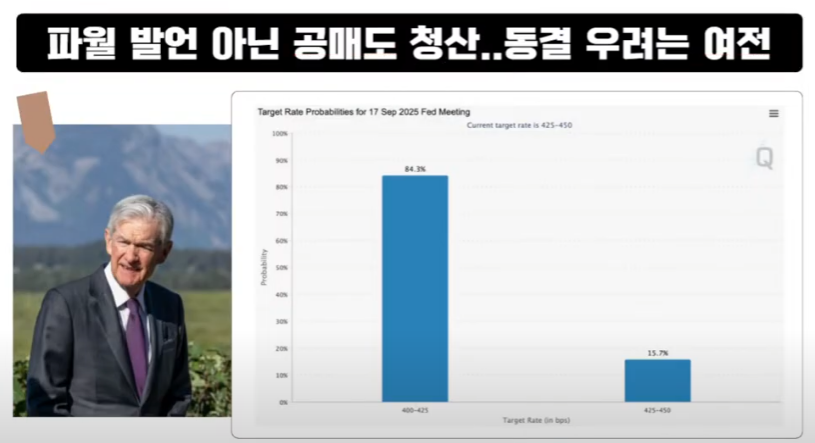 파월 발언 아닌 공매도 청산..동결 우려는 여전
Target Rate Probabilities for 17 Sep 2025 Fed Meeting
Current target rate is 425–450
Q
100%
90%
80%
70%
60%
50%
40%
30%
20%
10%
0%
Probability
84.3%
15.7%
400–425
425–450
Target Rate (in bps)